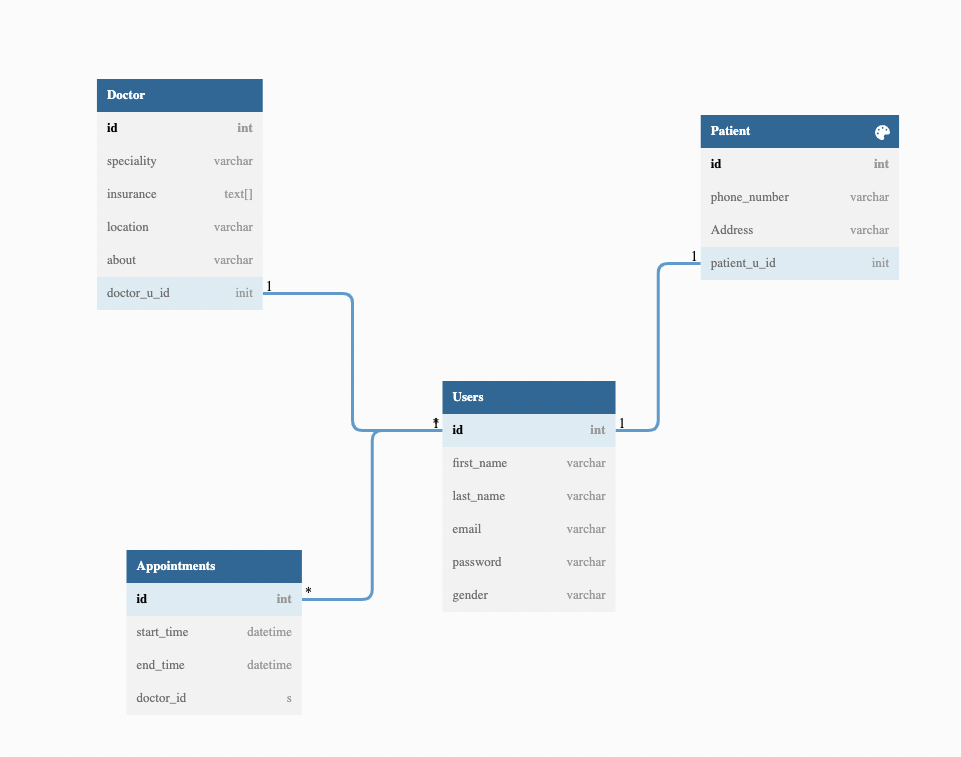 Doctor
id int
speciality varchar
insurance text[]
location varchar
about varchar
doctor_u_id init
1
Patient
id int
phone_number varchar
Address varchar
patient_u_id init
1
Users
* 1 id int 1
first_name varchar
last_name varchar
email varchar
password varchar
gender varchar
Appointments
id int *
start_time datetime
end_time datetime
doctor_id s